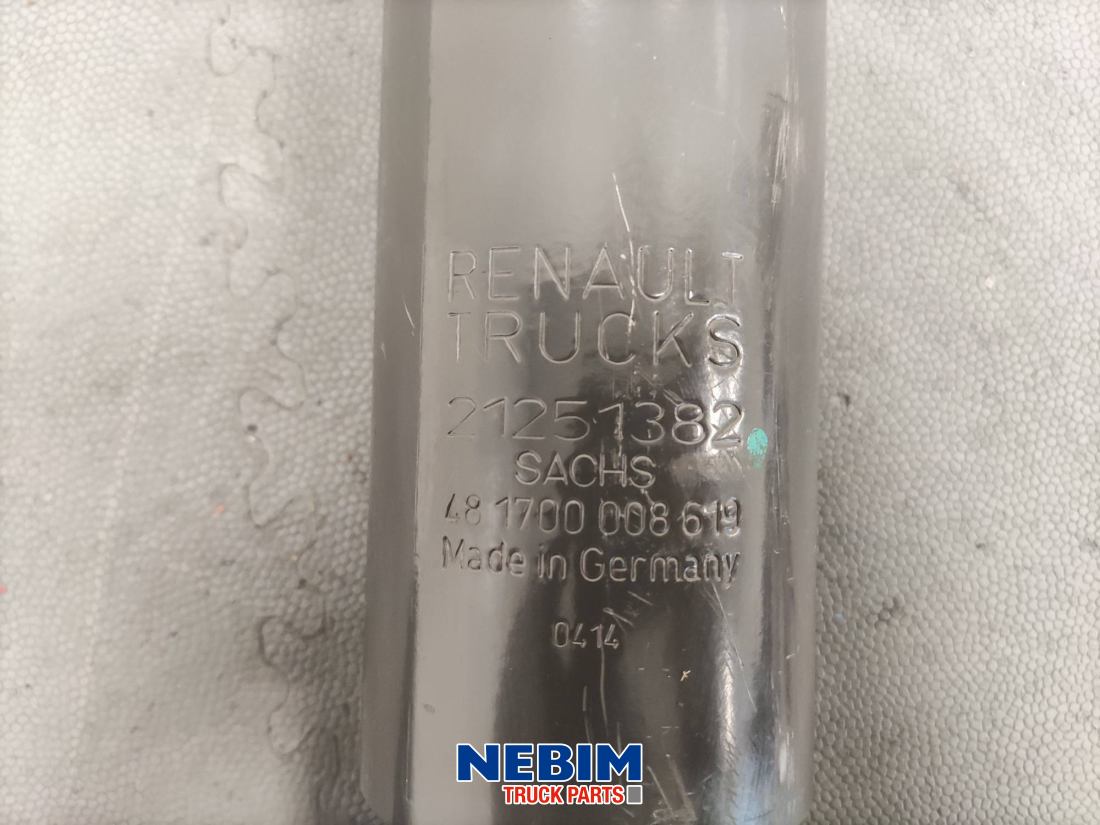 RENAULT
TRUCKS
21251382
SACHS
48 1700 008 619
Made in Germany
0414
NEBIM
TRUCK PARTS